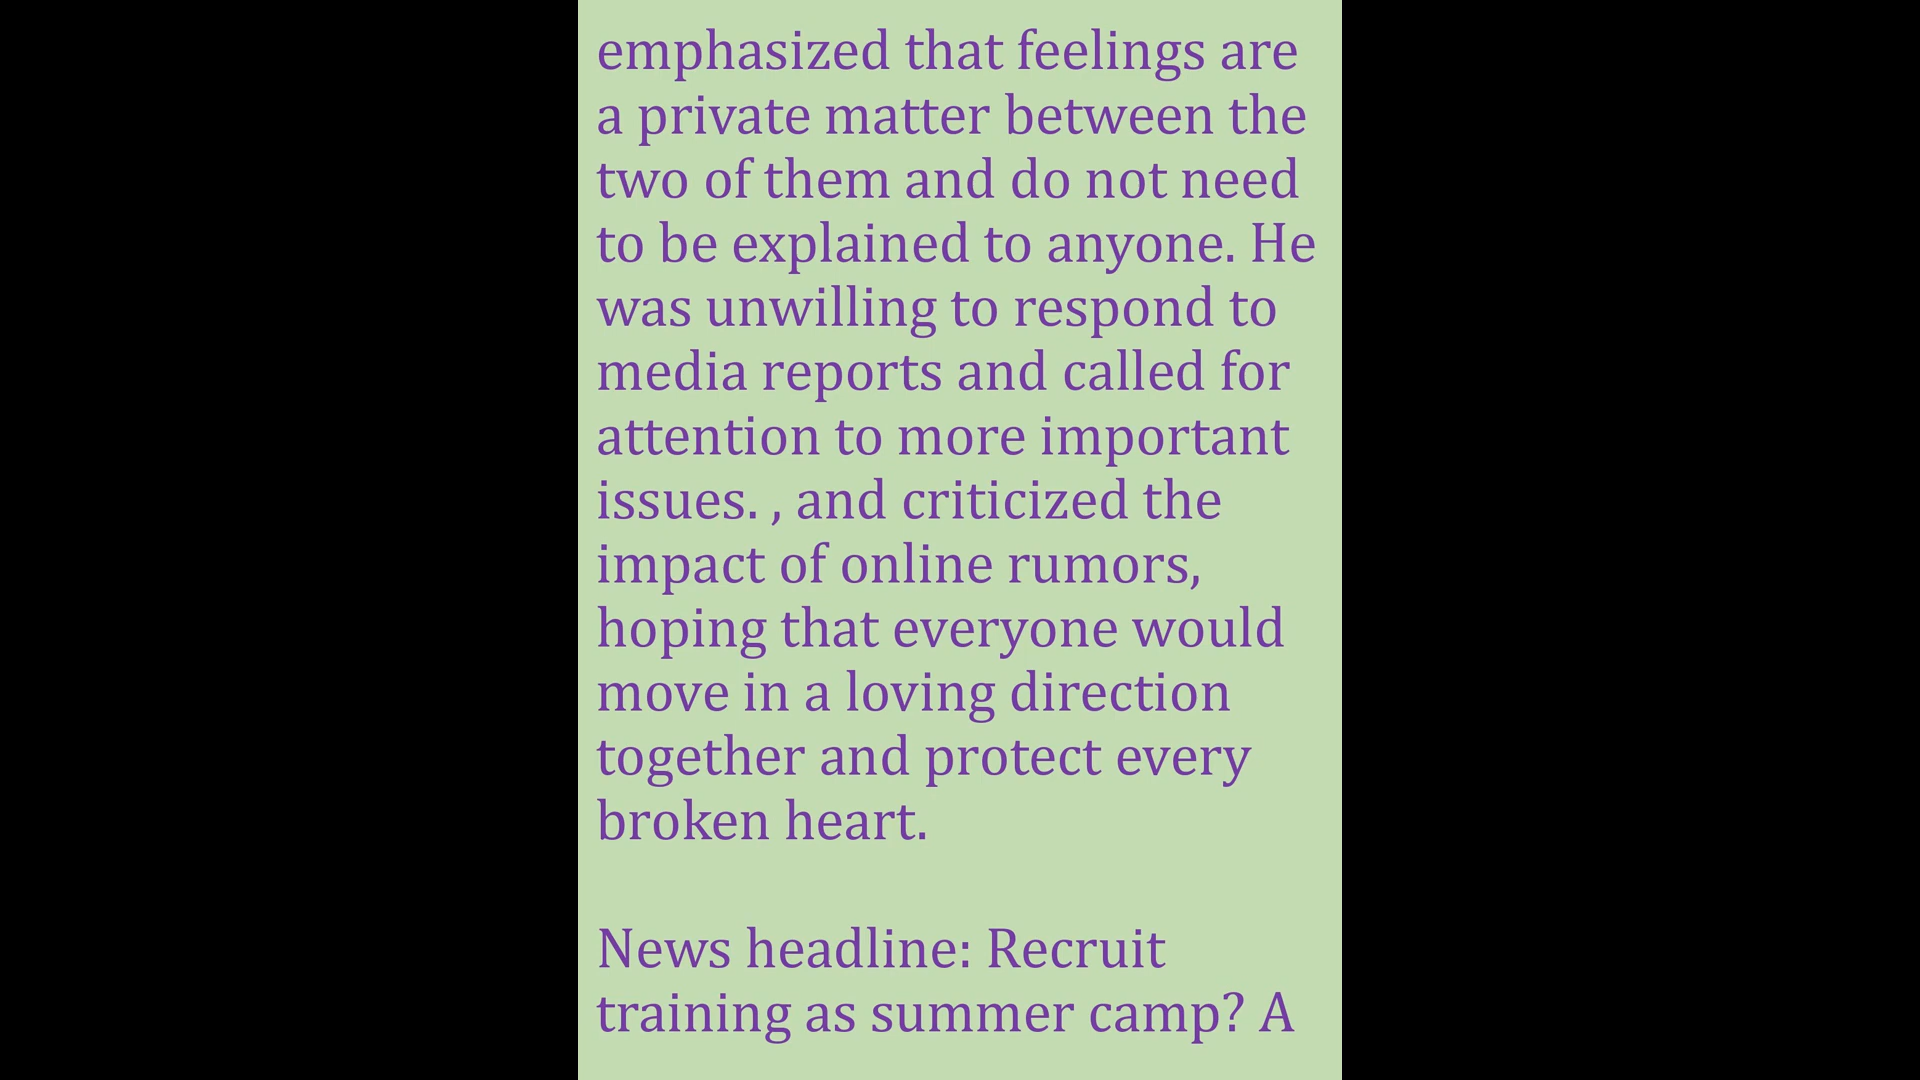 emphasized that feelings are
a private matter between the
two of them and do not need
to be explained to anyone. He
was unwilling to respond to
media reports and called for
attention to more important
issues. , and criticized the
impact of online rumors,
hoping that everyone would
move in a loving direction
together and protect every
broken heart.
News headline: Recruit
training as summer camp? A